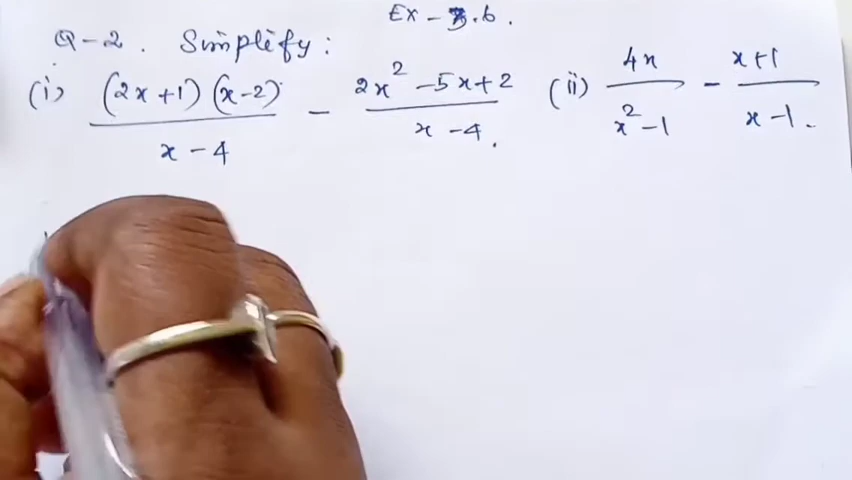 Ex - 3.6.
Q-2. Simplify:
(i) (2x+1)(x-2) / x-4 - 2x² -5x+2 / x-4. (ii) 4x / x²-1 - x+1 / x-1.